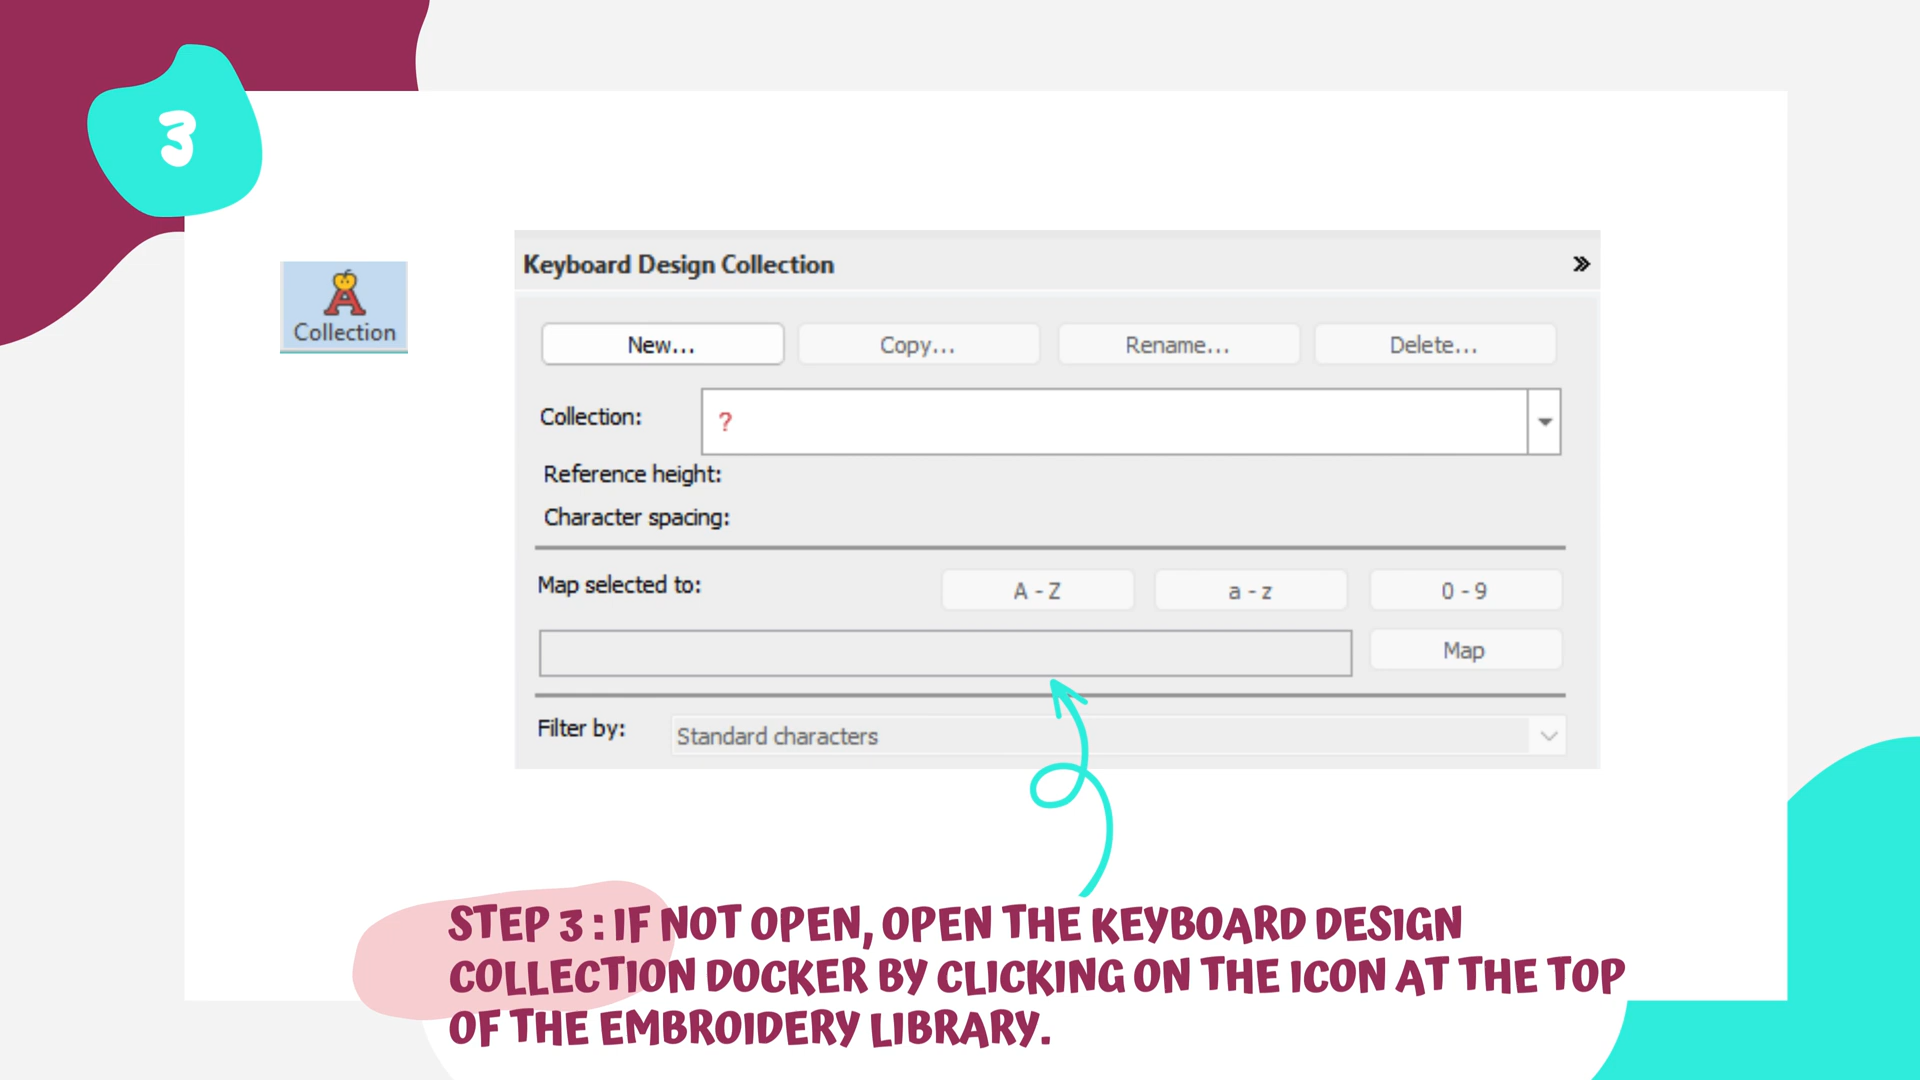 3
Collection
Keyboard Design Collection
New... Copy... Rename... Delete...
Collection: ?
Reference height:
Character spacing:
Map selected to: A - Z a - z 0 - 9
Map
Filter by: Standard characters
STEP 3 : IF NOT OPEN, OPEN THE KEYBOARD DESIGN
COLLECTION DOCKER BY CLICKING ON THE ICON AT THE TOP
OF THE EMBROIDERY LIBRARY.